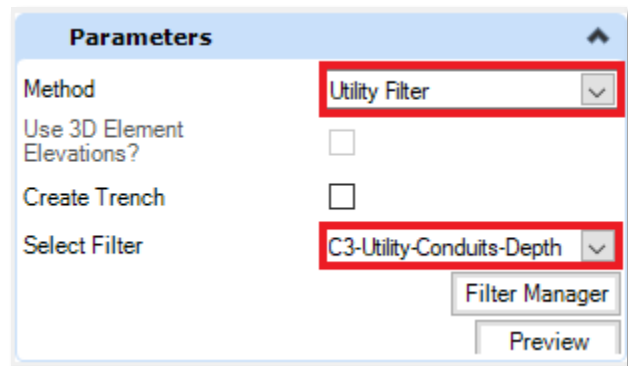 Parameters
Method Utility Filter
Use 3D Element
Elevations?
Create Trench
Select Filter C3-Utility-Conduits-Depth
Filter Manager
Preview